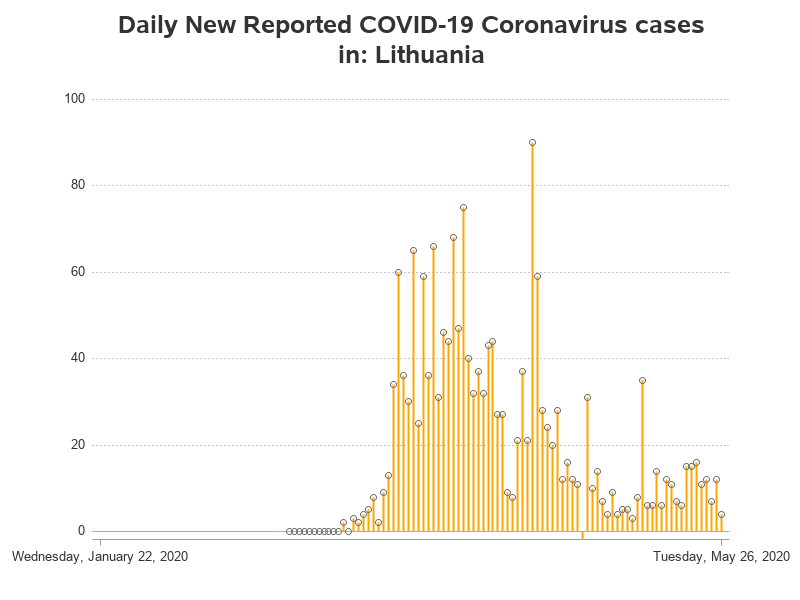 Daily New Reported COVID-19 Coronavirus cases
in: Lithuania
100
80
60
40
20
0
Wednesday, January 22, 2020
Tuesday, May 26, 2020